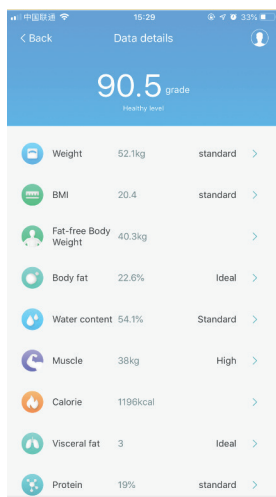 中国联通
15:29
33%
Back
Data details
90.5 grade
Healthy level
Weight 52.1kg standard
BMI 20.4 standard
Fat-free Body
Weight
40.3kg
Body fat 22.6% Ideal
Water content 54.1% Standard
Muscle 38kg High
Calorie 1196kcal
Visceral fat 3 Ideal
Protein 19% standard